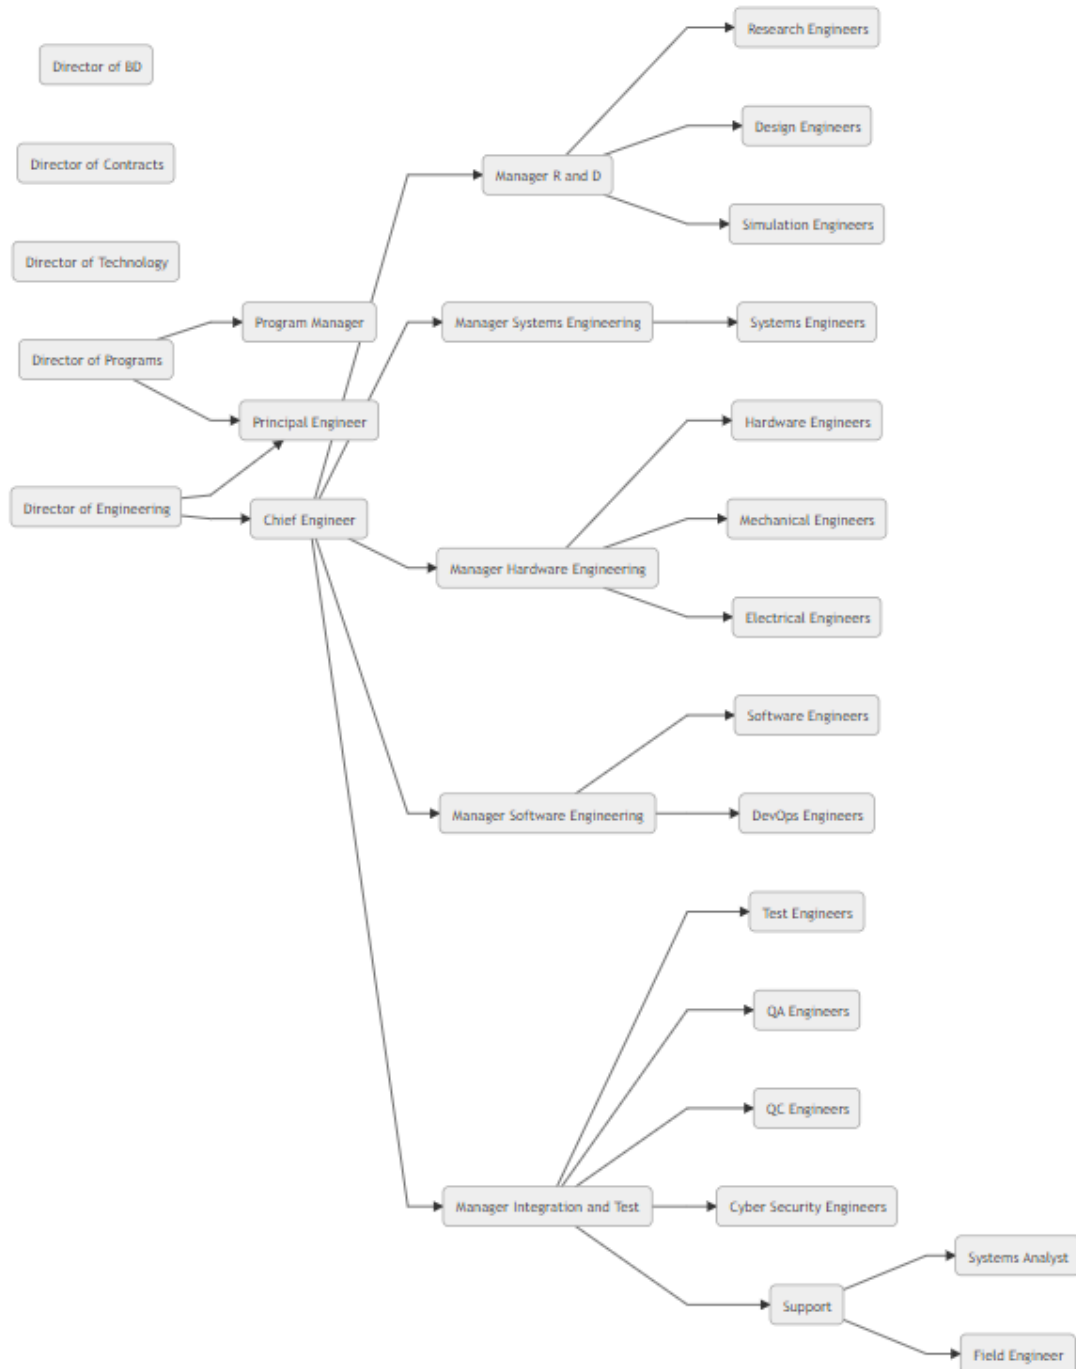 Director of BD
Director of Contracts
Director of Technology
Director of Programs
Director of Engineering
Program Manager
Principal Engineer
Chief Engineer
Manager R and D
Manager Systems Engineering
Manager Hardware Engineering
Manager Software Engineering
Manager Integration and Test
Research Engineers
Design Engineers
Simulation Engineers
Systems Engineers
Hardware Engineers
Mechanical Engineers
Electrical Engineers
Software Engineers
DevOps Engineers
Test Engineers
QA Engineers
QC Engineers
Cyber Security Engineers
Support
Systems Analyst
Field Engineer